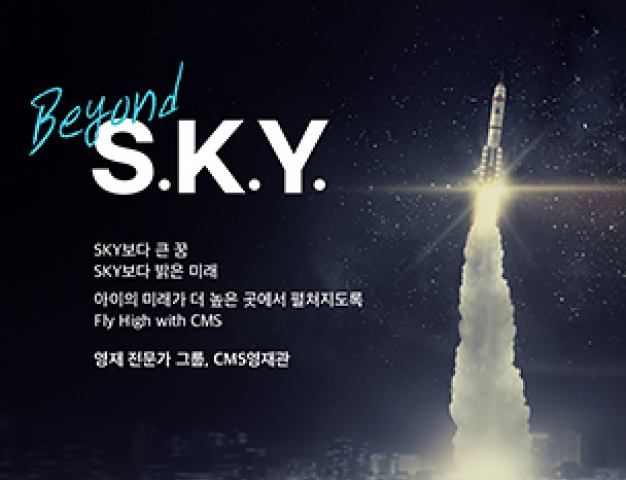 Beyond
S.K.Y.
SKY보다 큰 꿈
SKY보다 밝은 미래
아이의 미래가 더 높은 곳에서 펼쳐지도록
Fly High with CMS
영재 전문가 그룹, CMS영재관